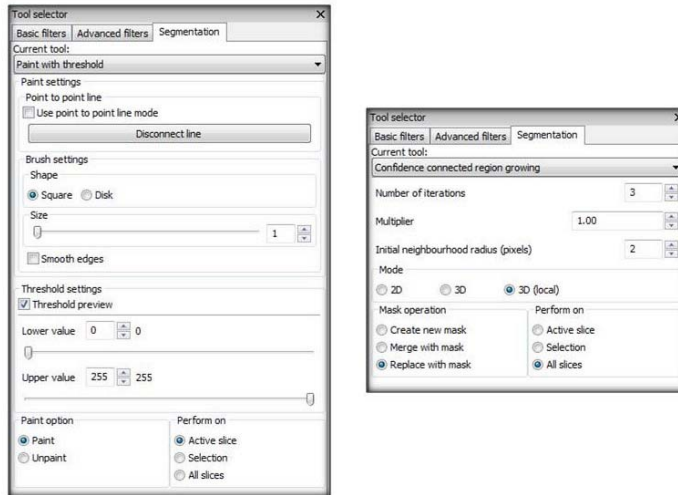 Tool selector X
Basic filters Advanced filters Segmentation
Current tool:
Paint with threshold
Paint settings
Point to point line
Use point to point line mode
Disconnect line
Brush settings
Shape
Square Disk
Size
1
Smooth edges
Threshold settings
Threshold preview
Lower value 0 0
Upper value 255 255
Paint option Perform on
Paint Active slice
Unpaint Selection
All slices
Tool selector
Basic filters Advanced filters Segmentation
Current tool:
Confidence connected region growing
Number of iterations 3
Multiplier 1.00
Initial neighbourhood radius (pixels) 2
Mode
2D 3D 3D (local)
Mask operation Perform on
Create new mask Active slice
Merge with mask Selection
Replace with mask All slices